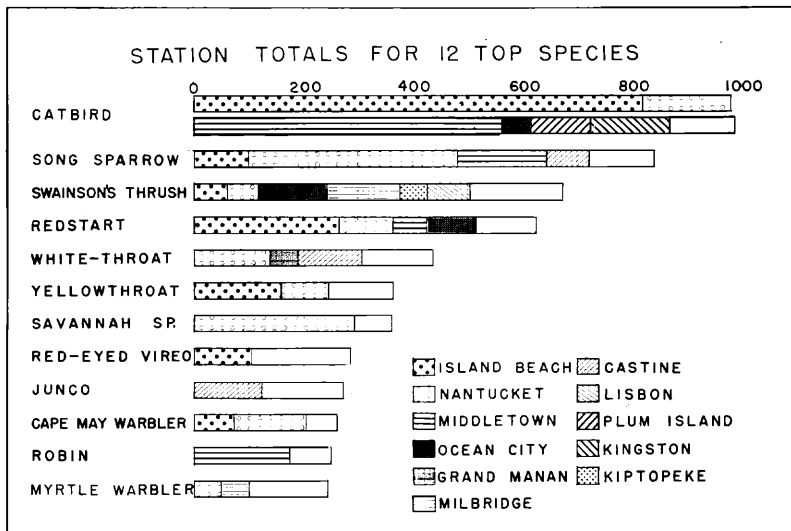 STATION TOTALS FOR 12 TOP SPECIES
0 200 400 600 800 1000
CATBIRD
SONG SPARROW
SWAINSON'S THRUSH
REDSTART
WHITE-THROAT
YELLOWTHROAT
SAVANNAH SP.
RED-EYED VIREO
JUNCO
CAPE MAY WARBLER
ROBIN
MYRTLE WARBLER
ISLAND BEACH
NANTUCKET
MIDDLETOWN
OCEAN CITY
GRAND MANAN
MILBRIDGE
CASTINE
LISBON
PLUM ISLAND
KINGSTON
KIPTOPEKE